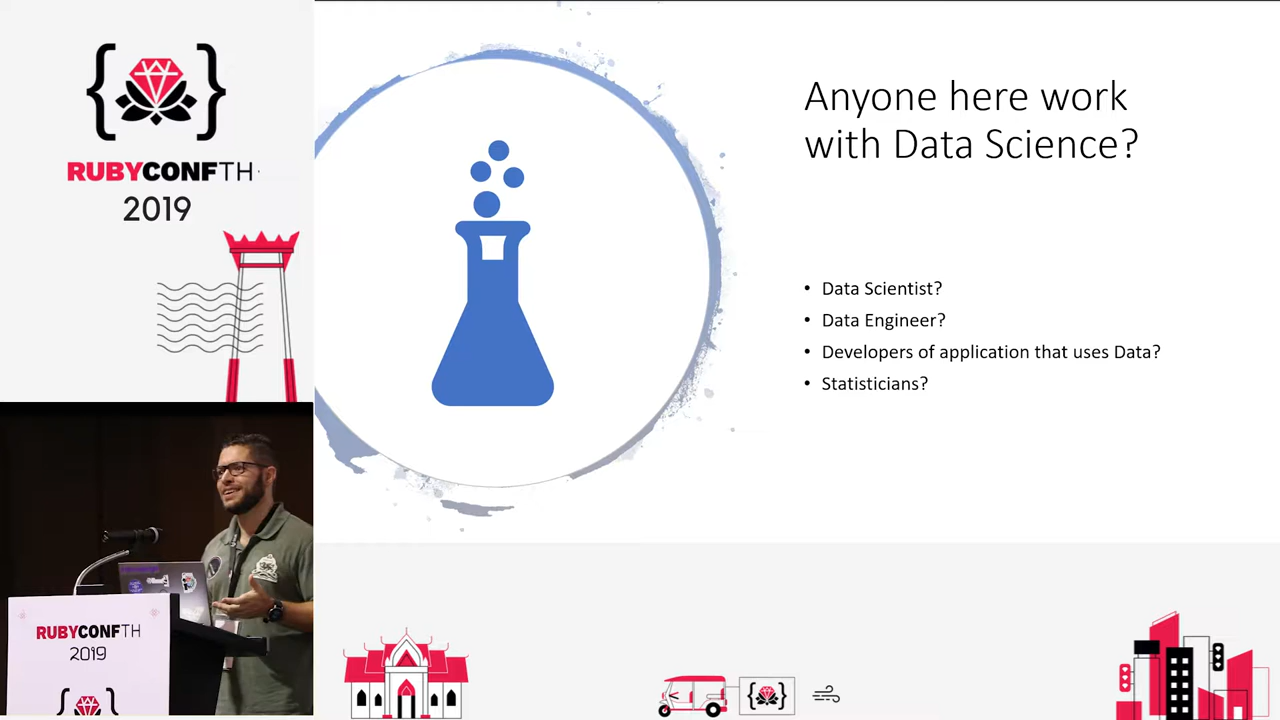 RUBYCONFTH
2019
Anyone here work
with Data Science?
• Data Scientist?
• Data Engineer?
• Developers of application that uses Data?
• Statisticians?
RUBYCONFTH
2019